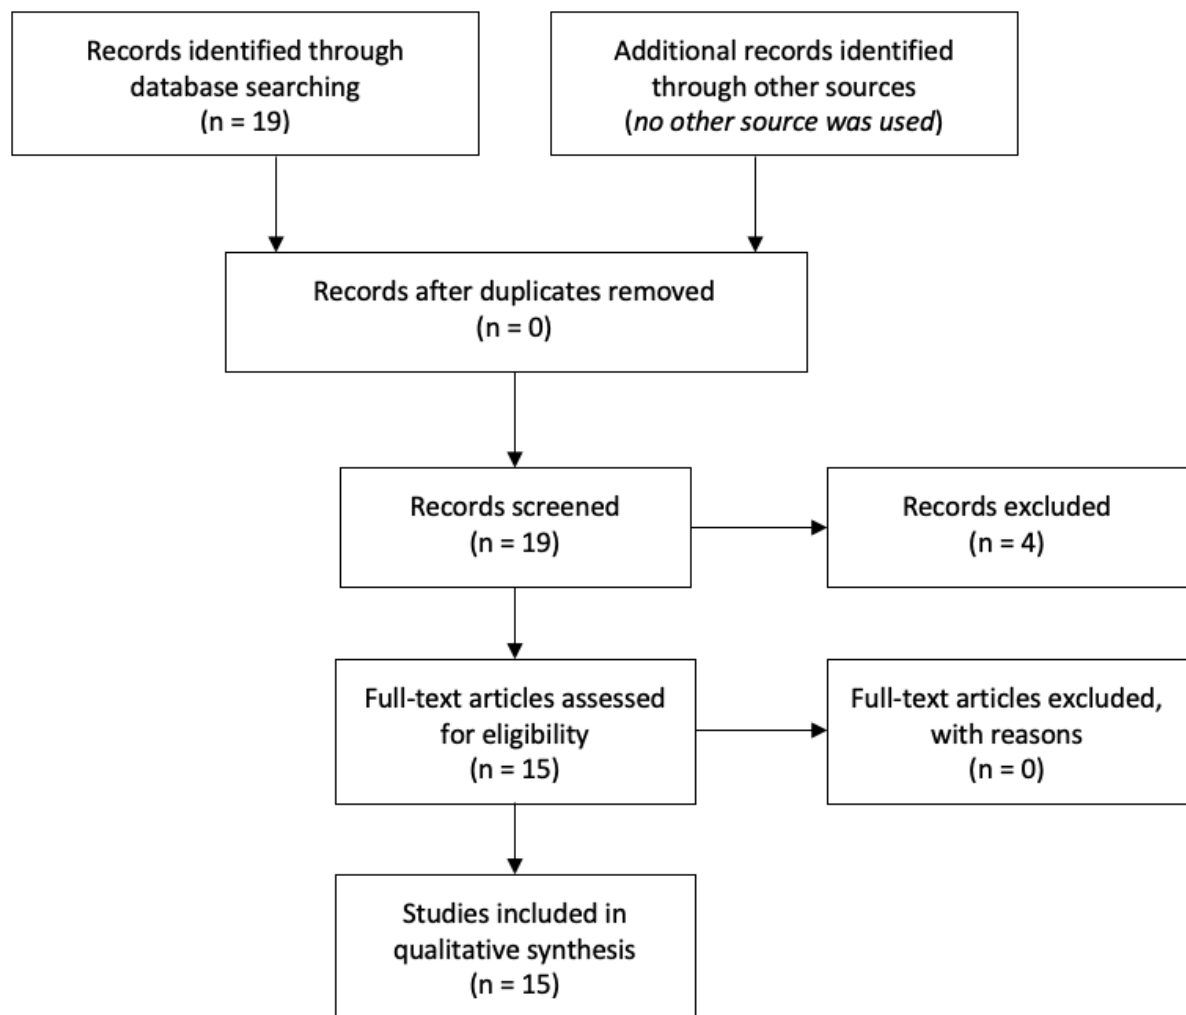 Records identified through
database searching
(n = 19)
Additional records identified
through other sources
(no other source was used)
Records after duplicates removed
(n = 0)
Records screened
(n = 19)
Records excluded
(n = 4)
Full-text articles assessed
for eligibility
(n = 15)
Full-text articles excluded,
with reasons
(n = 0)
Studies included in
qualitative synthesis
(n = 15)